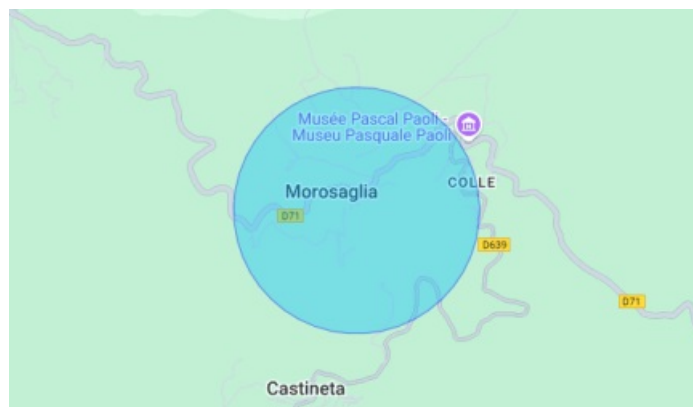 Musée Pascal Paoli -
Museu Pasquale Paoli
Morosaglia
COLLE
D71
D639
D71
Castineta